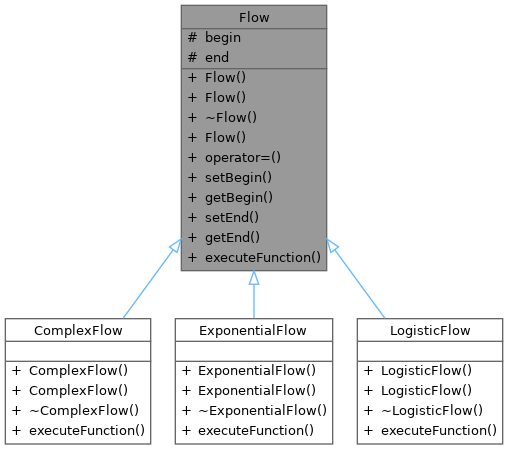 Flow
# begin
# end
+ Flow()
+ Flow()
+ ~Flow()
+ Flow()
+ operator=()
+ setBegin()
+ getBegin()
+ setEnd()
+ getEnd()
+ executeFunction()
ComplexFlow
+ ComplexFlow()
+ ComplexFlow()
+ ~ComplexFlow()
+ executeFunction()
ExponentialFlow
+ ExponentialFlow()
+ ExponentialFlow()
+ ~ExponentialFlow()
+ executeFunction()
LogisticFlow
+ LogisticFlow()
+ LogisticFlow()
+ ~LogisticFlow()
+ executeFunction()